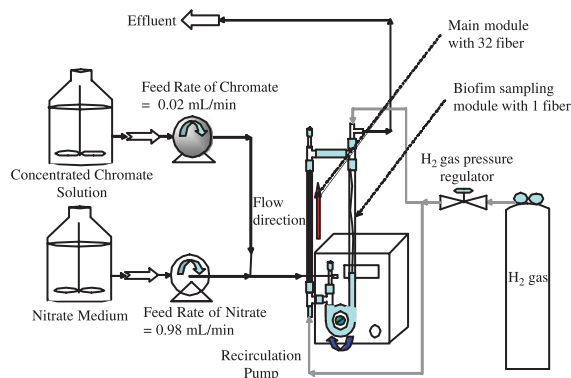 Effluent
Main module
with 32 fiber
Feed Rate of Chromate
= 0.02 mL/min
Biofim sampling
module with 1 fiber
H2 gas pressure
regulator
Concentrated Chromate
Solution
Flow
direction
H2 gas
Nitrate Medium
Feed Rate of Nitrate
= 0.98 mL/min
Recirculation
Pump